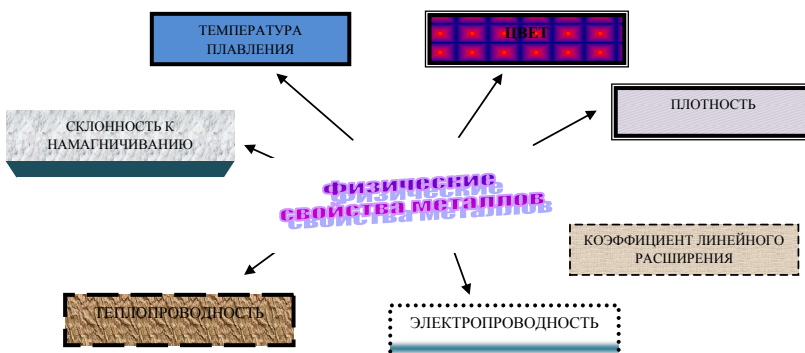 ТЕМПЕРАТУРА
ПЛАВЛЕНИЯ
ЦВЕТ
ПЛОТНОСТЬ
СКЛОННОСТЬ К
НАМАГНИЧИВАНИЮ
Физические
свойства металлов
КОЭФФИЦИЕНТ ЛИНЕЙНОГО
РАСШИРЕНИЯ
ТЕПЛОПРОВОДНОСТЬ
ЭЛЕКТРОПРОВОДНОСТЬ